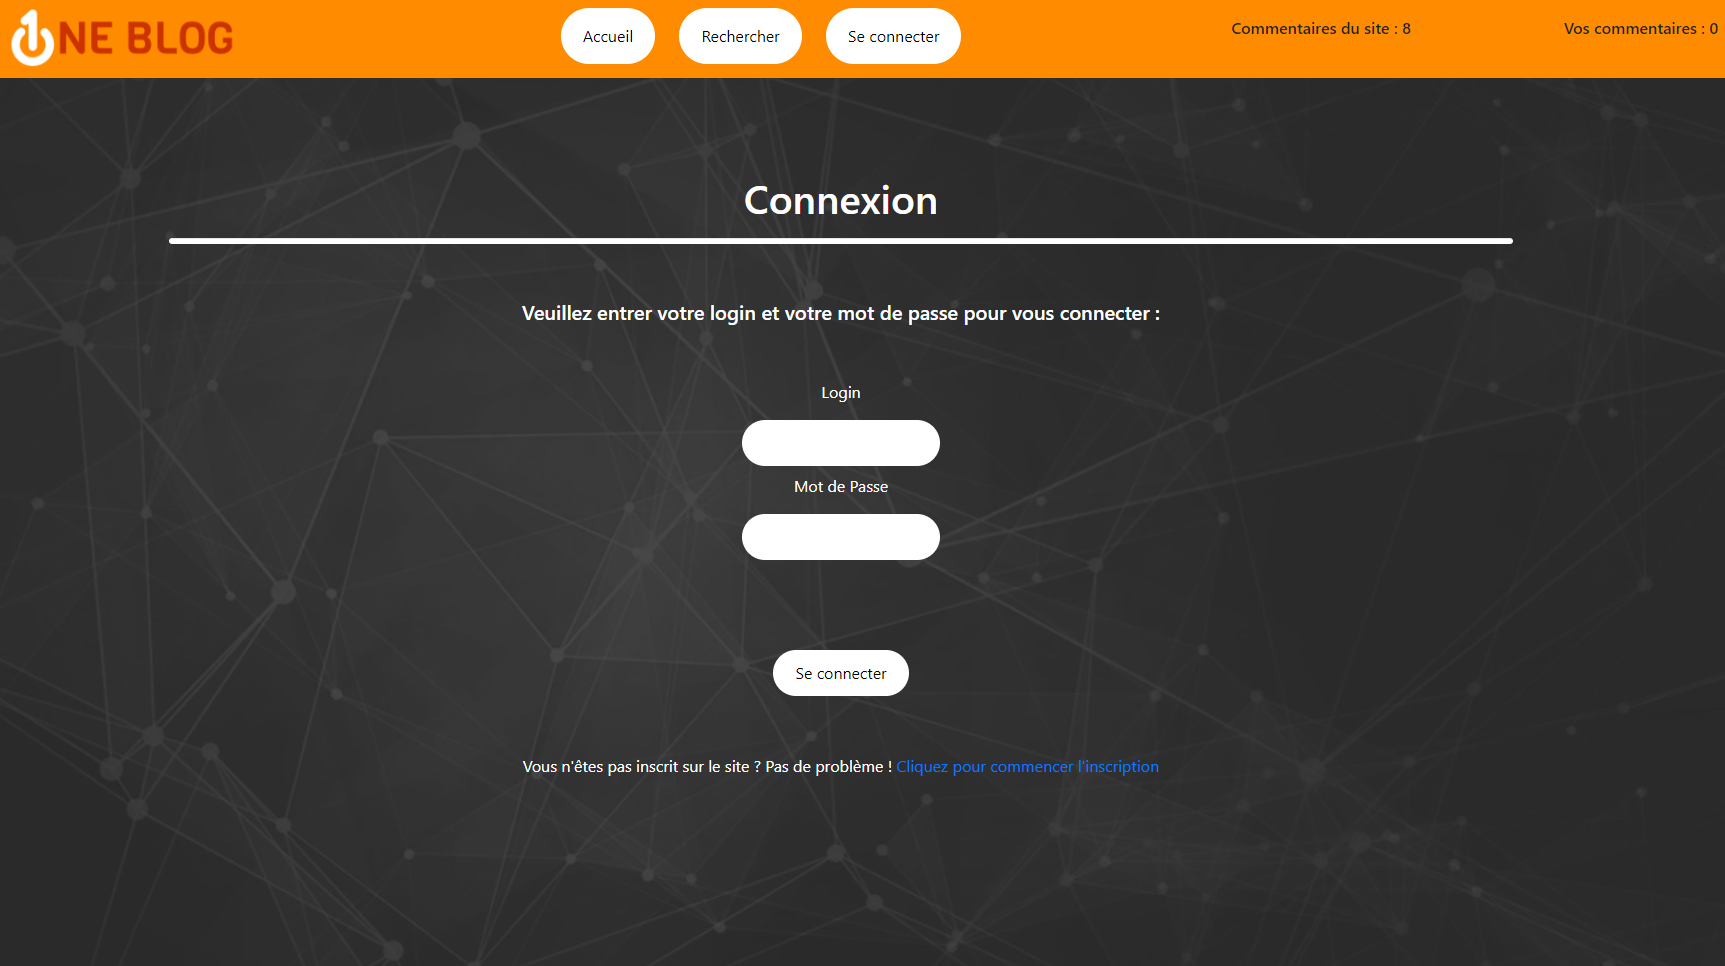 ONE BLOG
Accueil
Rechercher
Se connecter
Commentaires du site : 8
Vos commentaires : 0
Connexion
Veuillez entrer votre login et votre mot de passe pour vous connecter :
Login
Mot de Passe
Se connecter
Vous n'êtes pas inscrit sur le site ? Pas de problème ! Cliquez pour commencer l'inscription